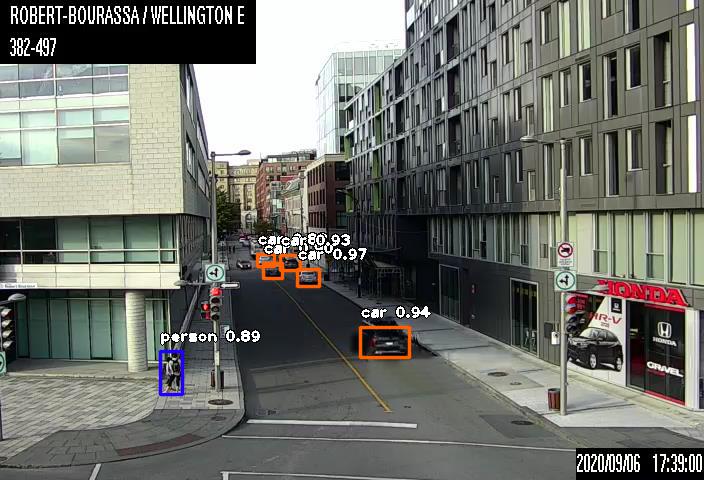 ROBERT-BOURASSA / WELLINGTON E
382-497
car 0.93
car 0.97
car 0.94
person 0.89
HONDA
HR-V
HONDA
GRAVEL
2020/09/06 17:39:00